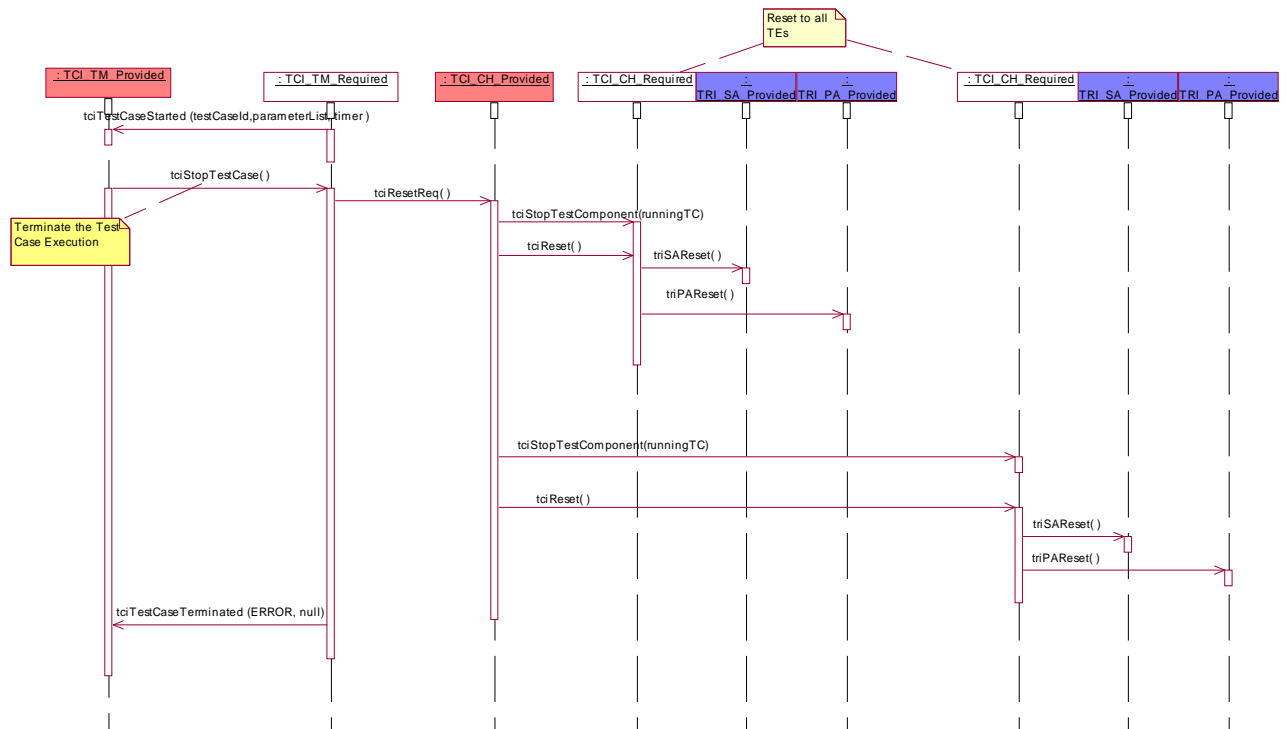 Reset to all
TEs
: TCI_TM_Provided
: TCI_TM_Required
: TCI_CH_Provided
: TCI_CH_Required
:
TRI_SA_Provided
:
TRI_PA_Provided
: TCI_CH_Required
:
TRI_SA_Provided
:
TRI_PA_Provided
tciTestCaseStarted (testCaseId,parameterList,timer )
tciStopTestCase( )
tciResetReq( )
tciStopTestComponent(runningTC)
Terminate the Test
Case Execution
tciReset( )
triSAReset( )
triPAReset( )
tciStopTestComponent(runningTC)
tciReset( )
triSAReset( )
triPAReset( )
tciTestCaseTerminated (ERROR, null)